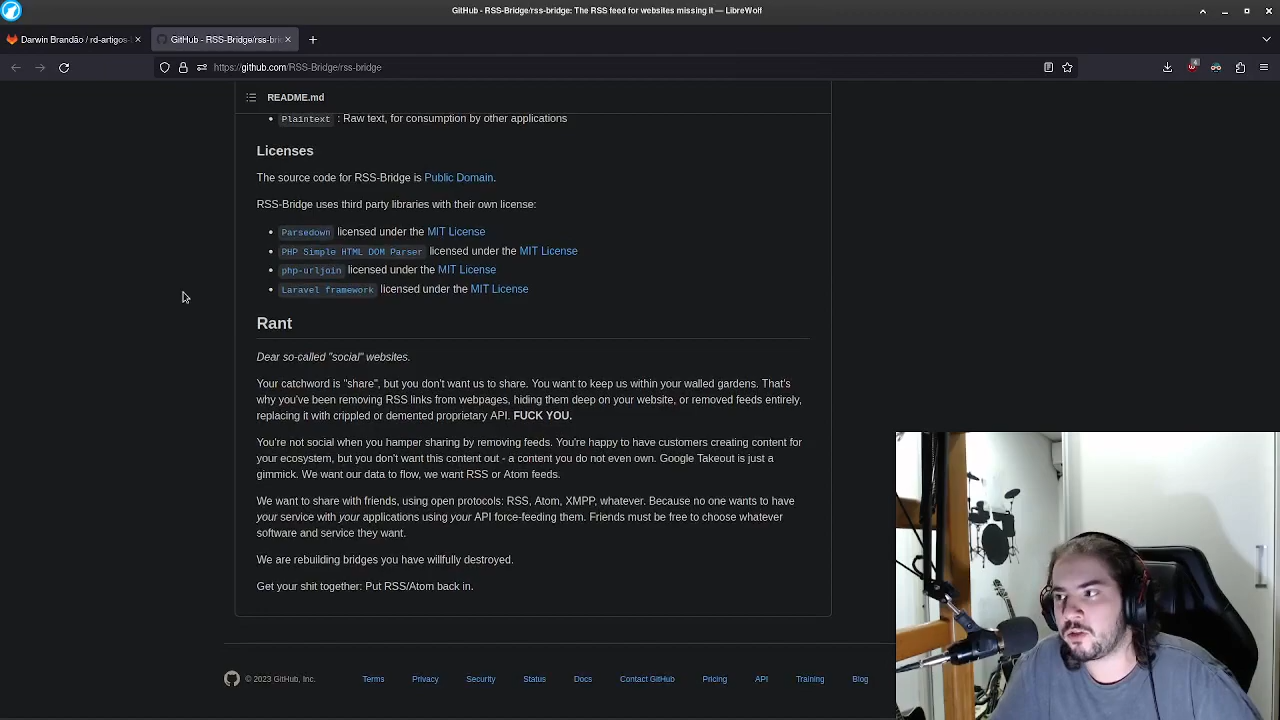 GitHub - RSS-Bridge/rss-bridge: The RSS feed for websites missing it — LibreWolf
Darwin Brandão / rd-artigos-
GitHub - RSS-Bridge/rss-bri
https://github.com/RSS-Bridge/rss-bridge
4
README.md
Plaintext : Raw text, for consumption by other applications
Licenses
The source code for RSS-Bridge is Public Domain.
RSS-Bridge uses third party libraries with their own license:
Parsedown licensed under the MIT License
PHP Simple HTML DOM Parser licensed under the MIT License
php-urljoin licensed under the MIT License
Laravel framework licensed under the MIT License
Rant
Dear so-called "social" websites.
Your catchword is "share", but you don't want us to share. You want to keep us within your walled gardens. That's
why you've been removing RSS links from webpages, hiding them deep on your website, or removed feeds entirely,
replacing it with crippled or demented proprietary API. FUCK YOU.
You're not social when you hamper sharing by removing feeds. You're happy to have customers creating content for
your ecosystem, but you don't want this content out - a content you do not even own. Google Takeout is just a
gimmick. We want our data to flow, we want RSS or Atom feeds.
We want to share with friends, using open protocols: RSS, Atom, XMPP, whatever. Because no one wants to have
your service with your applications using your API force-feeding them. Friends must be free to choose whatever
software and service they want.
We are rebuilding bridges you have willfully destroyed.
Get your shit together: Put RSS/Atom back in.
© 2023 GitHub, Inc.
Terms
Privacy
Security
Status
Docs
Contact GitHub
Pricing
API
Training
Blog